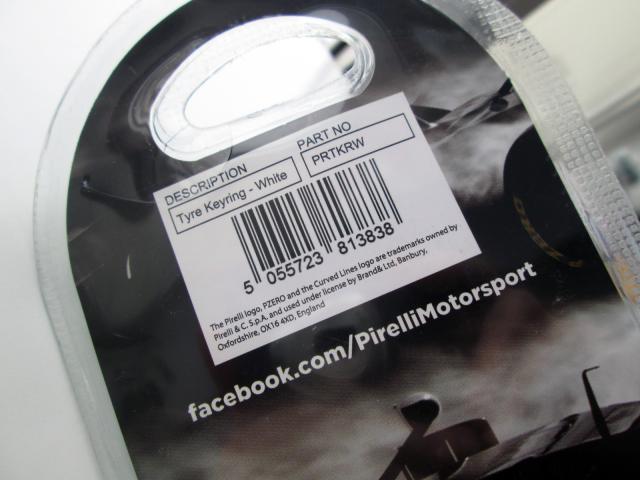 DESCRIPTION
PART NO
Tyre Keyring - White
PRTKRW
5 055723 813838
The Pirelli logo, PZERO and the Curved Lines logo are trademarks owned by
Pirelli & C. S.p.A. and used under license by Brand& Ltd, Banbury,
Oxfordshire, OX16 4XD, England
facebook.com/PirelliMotorsport